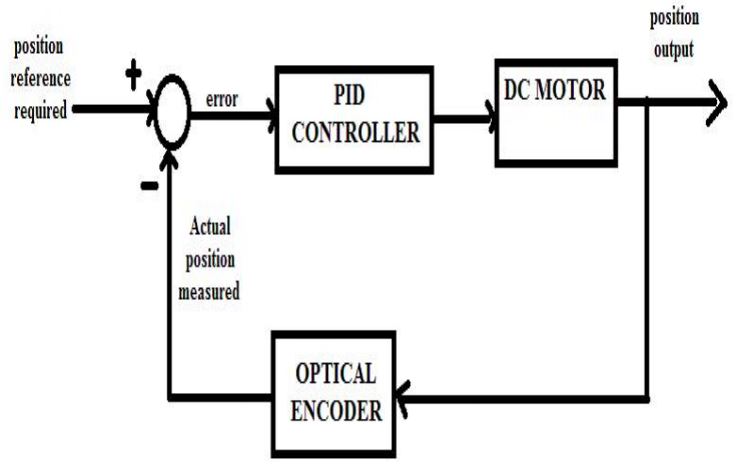 position
reference
required
+
error
PID
CONTROLLER
DC MOTOR
position
output
-
Actual
position
measured
OPTICAL
ENCODER